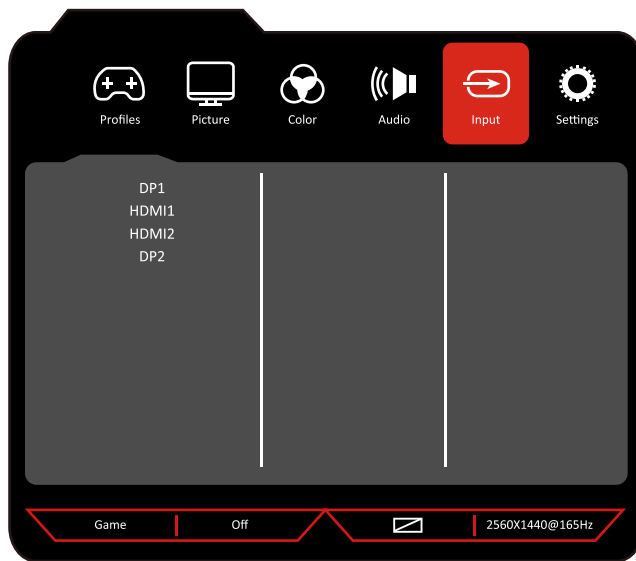 Profiles Picture Color Audio Input Settings
DP1
HDMI1
HDMI2
DP2
Game Off 2560X1440@165Hz